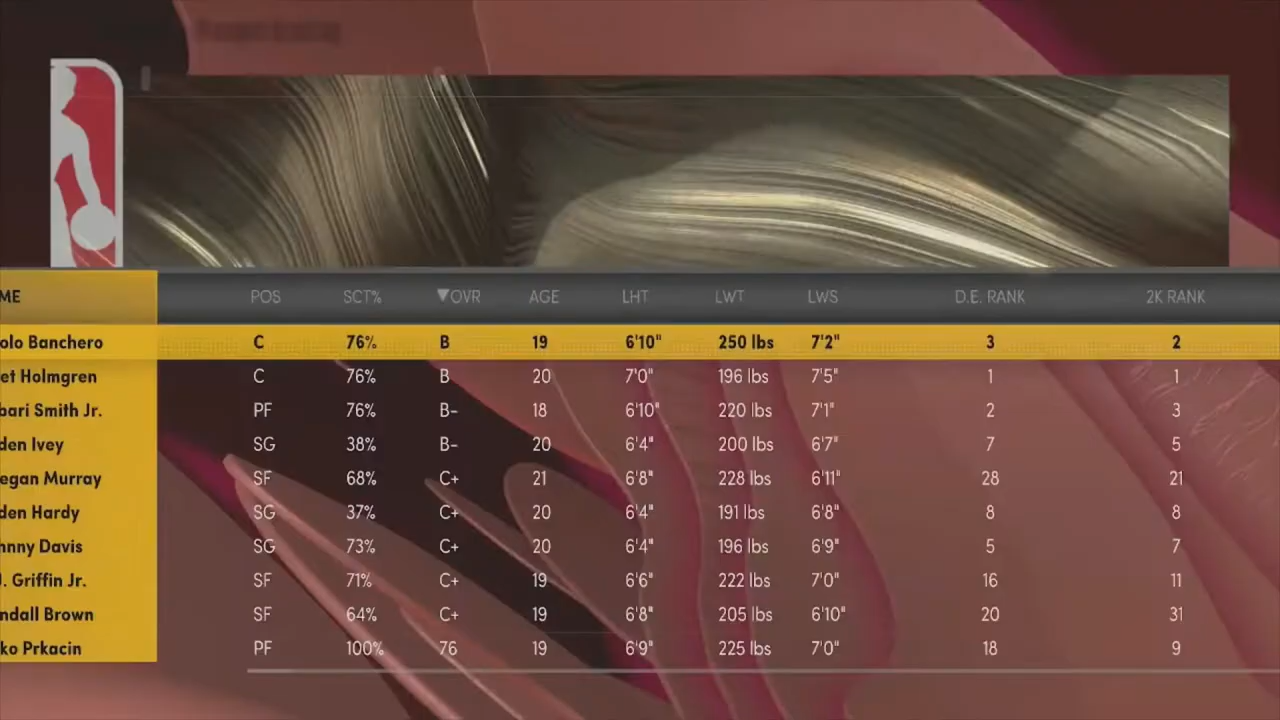 ME POS SCT% ▼OVR AGE LHT LWT LWS D.E. RANK 2K RANK
olo Banchero C 76% B 19 6'10" 250 lbs 7'2" 3 2
et Holmgren C 76% B 20 7'0" 196 lbs 7'5" 1 1
bari Smith Jr. PF 76% B- 18 6'10" 220 lbs 7'1" 2 3
den Ivey SG 38% B- 20 6'4" 200 lbs 6'7" 7 5
egan Murray SF 68% C+ 21 6'8" 228 lbs 6'11" 28 21
den Hardy SG 37% C+ 20 6'4" 191 lbs 6'8" 8 8
hnny Davis SG 73% C+ 20 6'4" 196 lbs 6'9" 5 7
. Griffin Jr. SF 71% C+ 19 6'6" 222 lbs 7'0" 16 11
ndall Brown SF 64% C+ 19 6'8" 205 lbs 6'10" 20 31
ko Prkacin PF 100% 76 19 6'9" 225 lbs 7'0" 18 9